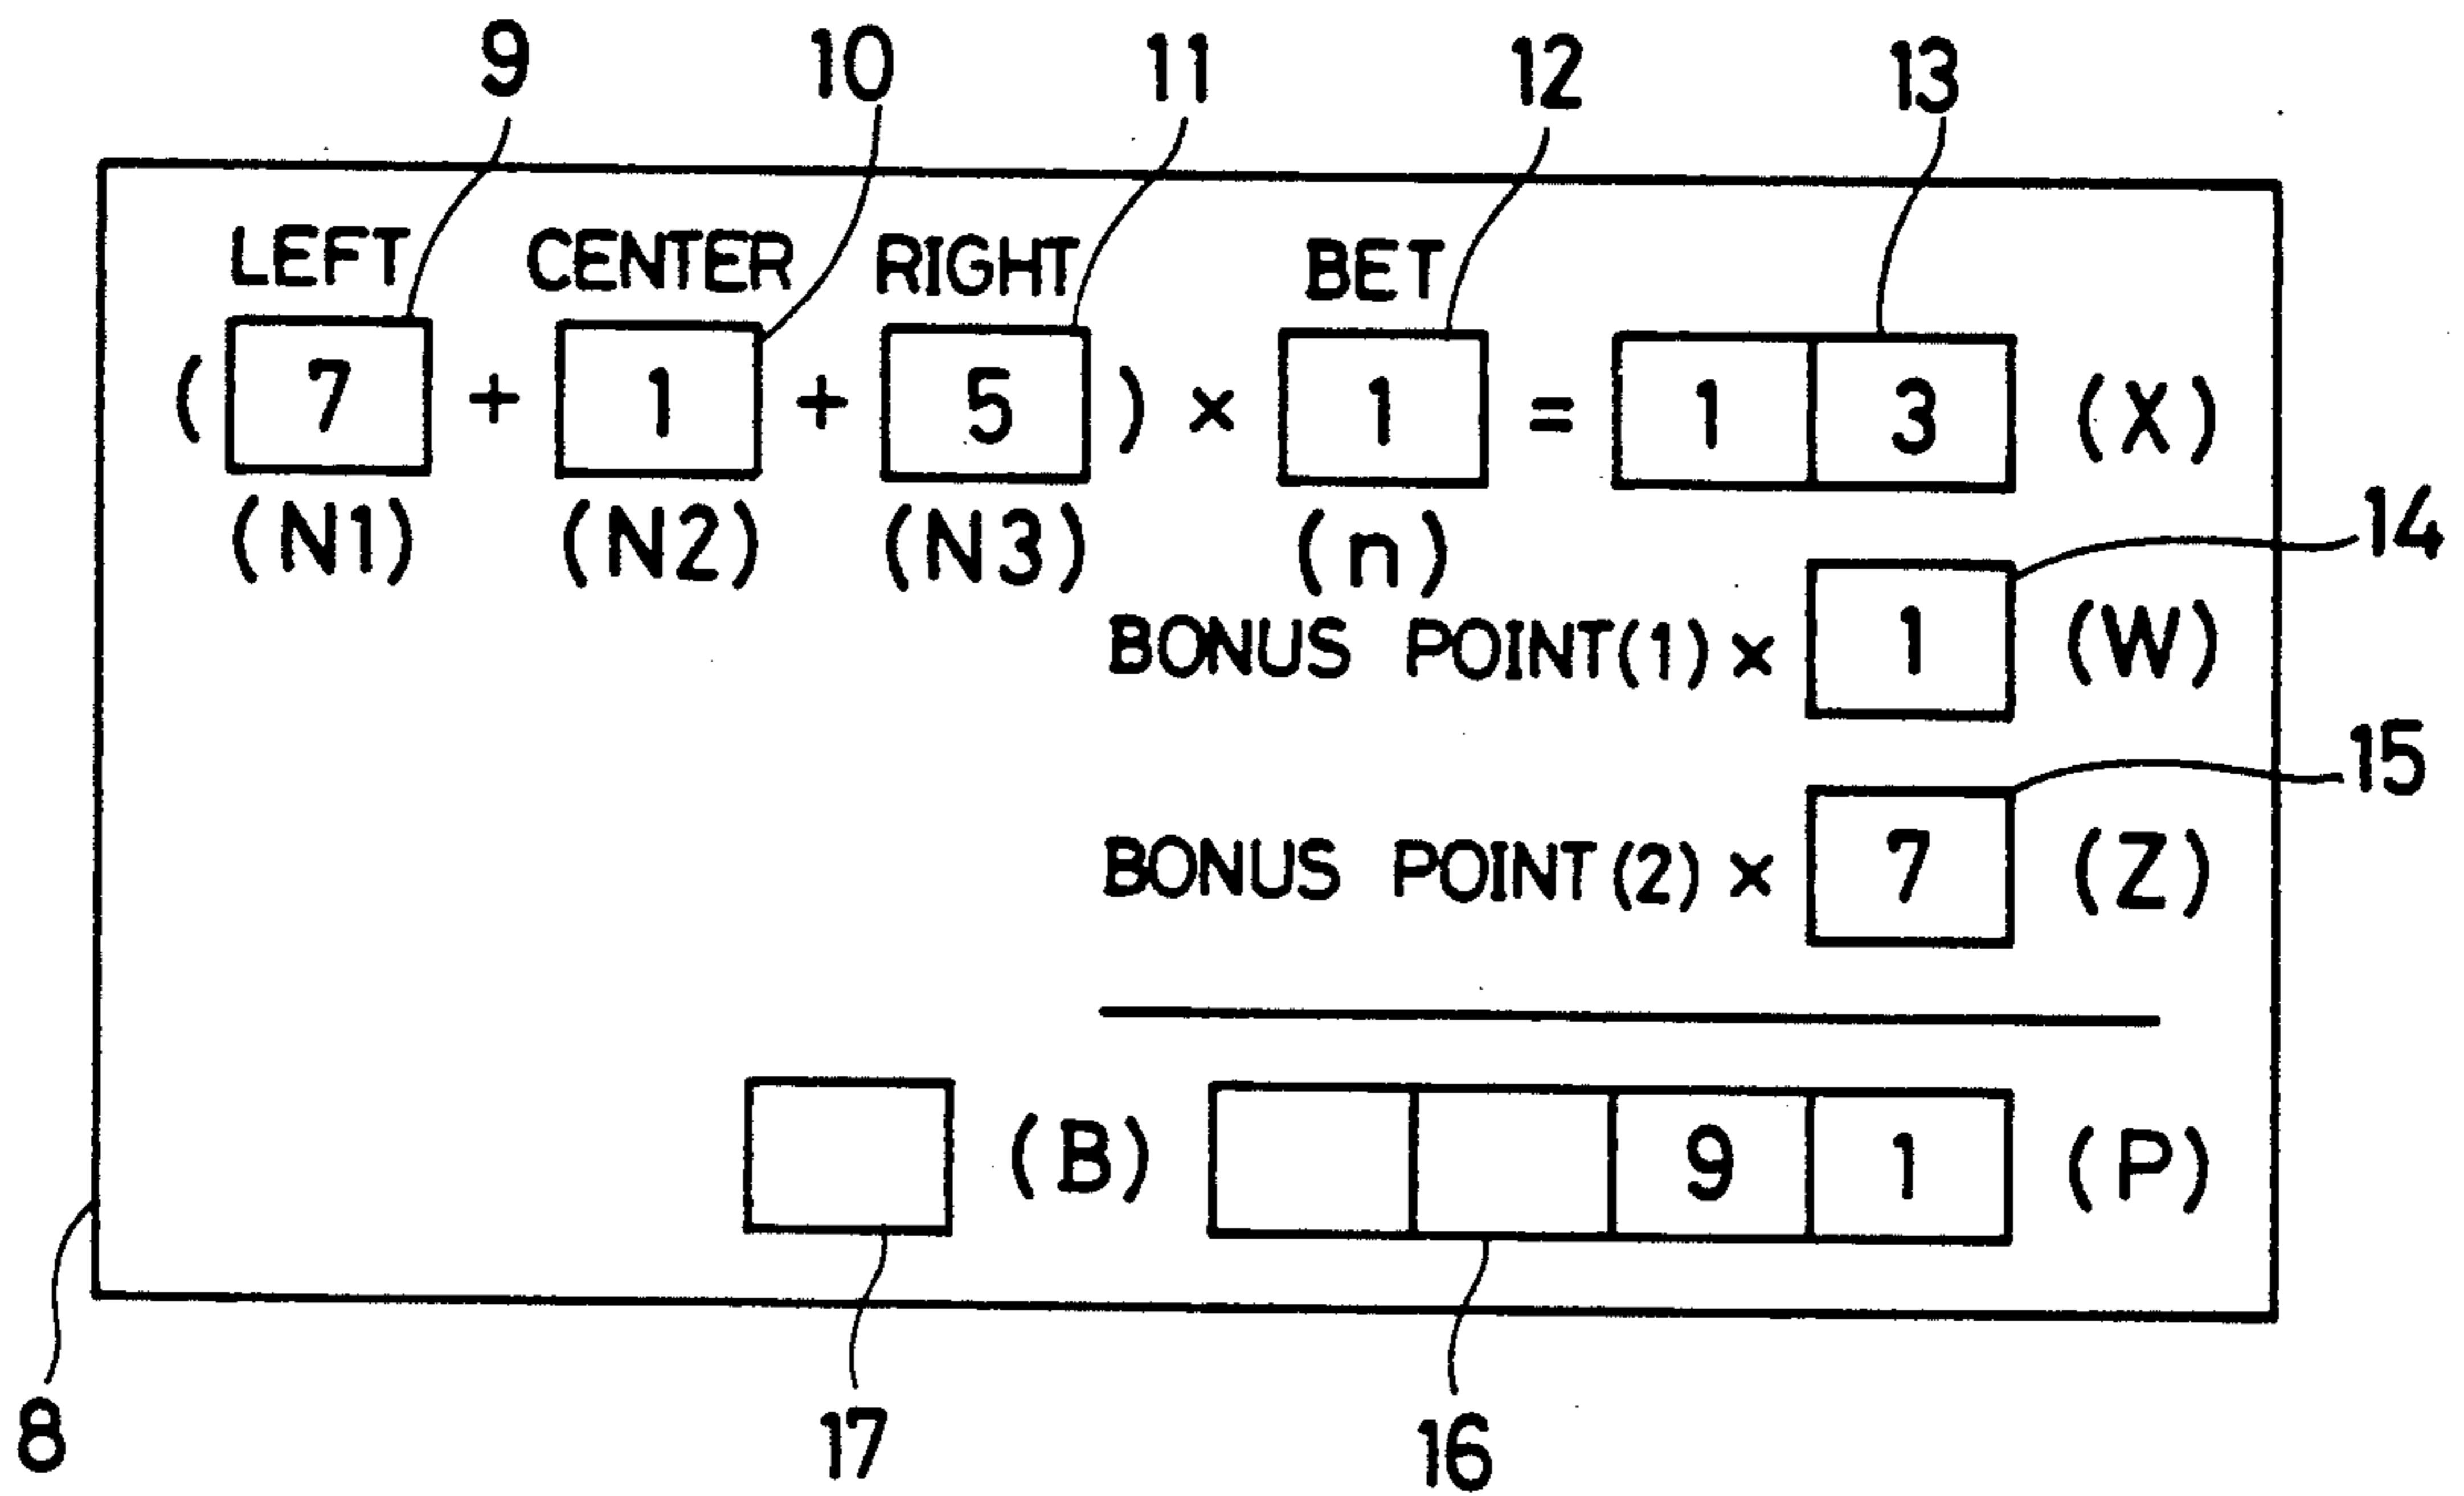 9 10 11 12 13
LEFT CENTER RIGHT BET
( 7 + 1 + 5 ) × 1 = 1 3 (X)
(N1) (N2) (N3) (n)
14
BONUS POINT(1) × 1 (W)
15
BONUS POINT(2) × 7 (Z)
(B) 9 1 (P)
8 17 16